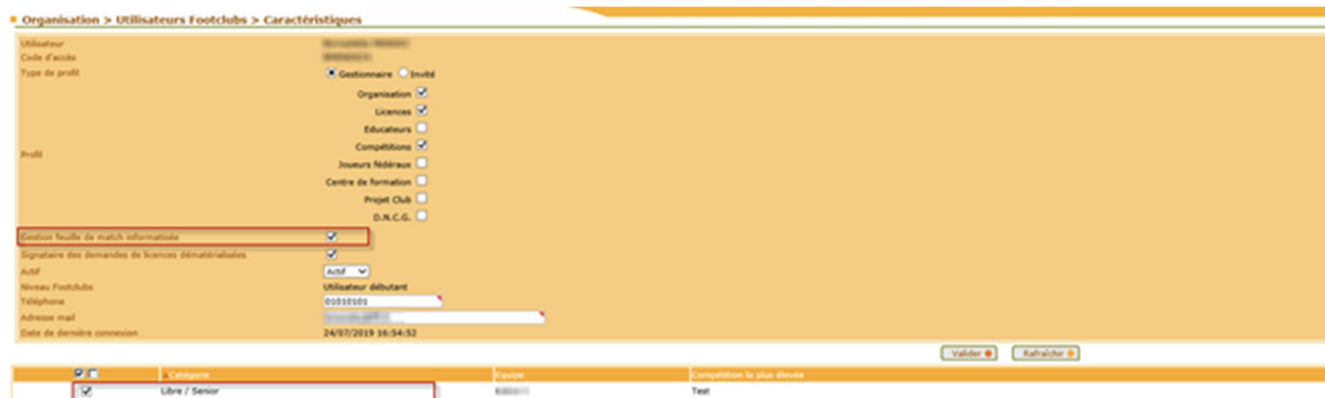 Organisation > Utilisateurs Footclubs > Caractéristiques
Utilisateur
Code d'accès
Type de profil Gestionnaire Invité
Organisation
Licences
Educateurs
Compétitions
Profil
Joueurs fédéraux
Centre de formation
Projet Club
D.N.C.G.
Gestion feuille de match informatisée
Signataire des demandes de licences dématérialisées
Actif Actif
Niveau Footclubs Utilisateur débutant
Téléphone 01010101
Adresse mail
Date de dernière connexion 24/07/2019 16:54:52
Valider Rafraîchir
Catégorie Equipe Compétition la plus élevée
Libre / Senior Test